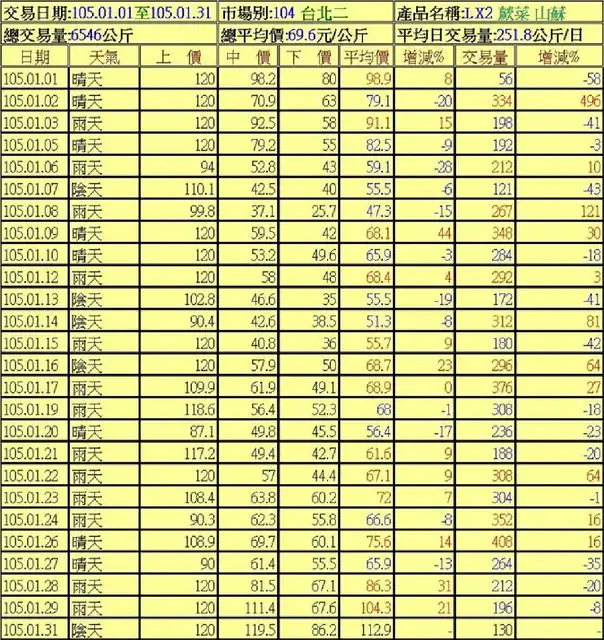 交易日期:105.01.01至105.01.31 市場別:104 台北二 產品名稱:LX2 蕨菜 山蘇
總交易量:6546公斤 總平均價:69.6元/公斤 平均日交易量:251.8公斤/日
日期 天氣 上 價 中 價 下 價 平均價 增減% 交易量 增減%
105.01.01 晴天 120 98.2 80 98.9 8 56 -58
105.01.02 晴天 120 70.9 63 79.1 -20 334 496
105.01.03 雨天 120 92.5 58 91.1 15 198 -41
105.01.05 晴天 120 79.2 55 82.5 -9 192 -3
105.01.06 雨天 94 52.8 43 59.1 -28 212 10
105.01.07 陰天 110.1 42.5 40 55.5 -6 121 -43
105.01.08 雨天 99.8 37.1 25.7 47.3 -15 267 121
105.01.09 晴天 120 59.5 42 68.1 44 348 30
105.01.10 晴天 120 53.2 49.6 65.9 -3 284 -18
105.01.12 雨天 120 58 48 68.4 4 292 3
105.01.13 陰天 102.8 46.6 35 55.5 -19 172 -41
105.01.14 陰天 90.4 42.6 38.5 51.3 -8 312 81
105.01.15 雨天 120 40.8 36 55.7 9 180 -42
105.01.16 陰天 120 57.9 50 68.7 23 296 64
105.01.17 雨天 109.9 61.9 49.1 68.9 0 376 27
105.01.19 雨天 118.6 56.4 52.3 68 -1 308 -18
105.01.20 晴天 87.1 49.8 45.5 56.4 -17 236 -23
105.01.21 雨天 117.2 49.4 42.7 61.6 9 188 -20
105.01.22 雨天 120 57 44.4 67.1 9 308 64
105.01.23 雨天 108.4 63.8 60.2 72 7 304 -1
105.01.24 雨天 90.3 62.3 55.8 66.6 -8 352 16
105.01.26 晴天 108.9 69.7 60.1 75.6 14 408 16
105.01.27 晴天 90 61.4 55.5 65.9 -13 264 -35
105.01.28 雨天 120 81.5 67.1 86.3 31 212 -20
105.01.29 雨天 120 111.4 67.6 104.3 21 196 -8
105.01.31 陰天 120 119.5 86.2 112.9 - 130 -